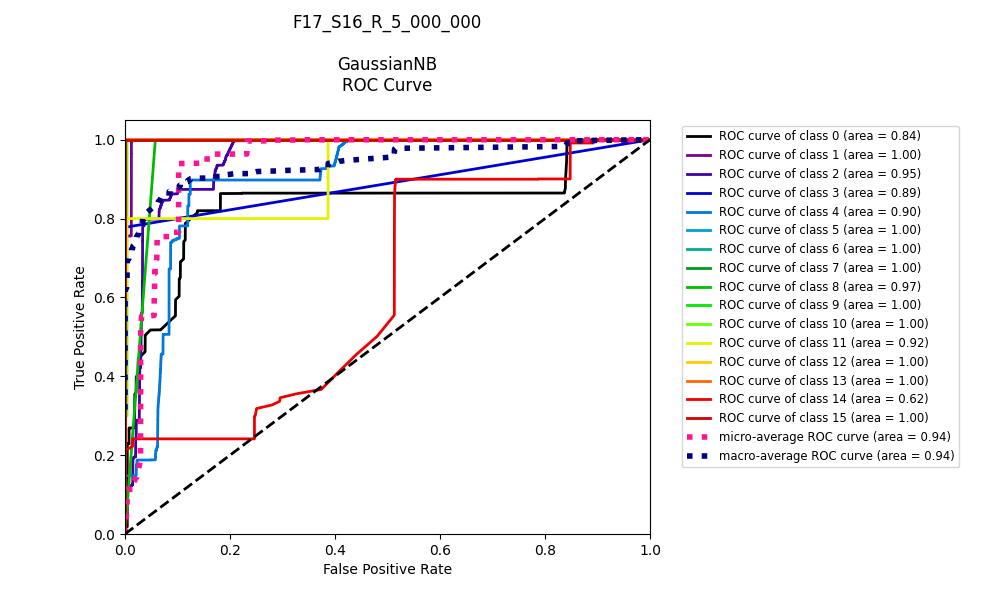 F17_S16_R_5_000_000
GaussianNB
ROC Curve
True Positive Rate
1.0
0.8
0.6
0.4
0.2
0.0
0.0 0.2 0.4 0.6 0.8 1.0
False Positive Rate
ROC curve of class 0 (area = 0.84)
ROC curve of class 1 (area = 1.00)
ROC curve of class 2 (area = 0.95)
ROC curve of class 3 (area = 0.89)
ROC curve of class 4 (area = 0.90)
ROC curve of class 5 (area = 1.00)
ROC curve of class 6 (area = 1.00)
ROC curve of class 7 (area = 1.00)
ROC curve of class 8 (area = 0.97)
ROC curve of class 9 (area = 1.00)
ROC curve of class 10 (area = 1.00)
ROC curve of class 11 (area = 0.92)
ROC curve of class 12 (area = 1.00)
ROC curve of class 13 (area = 1.00)
ROC curve of class 14 (area = 0.62)
ROC curve of class 15 (area = 1.00)
micro-average ROC curve (area = 0.94)
macro-average ROC curve (area = 0.94)